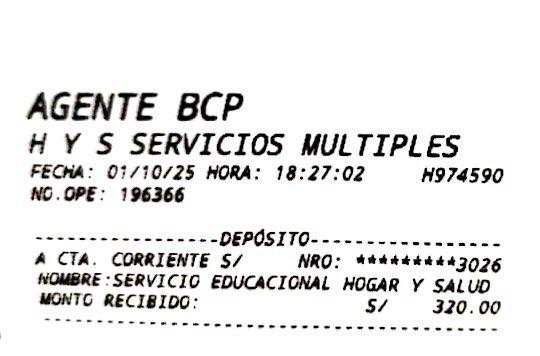 AGENTE BCP
H Y S SERVICIOS MULTIPLES
FECHA: 01/10/25 HORA: 18:27:02 H974590
NO.OPE: 196366
------------------DEPÓSITO-------------------
A CTA. CORRIENTE S/ NRO: *********3026
NOMBRE:SERVICIO EDUCACIONAL HOGAR Y SALUD
MONTO RECIBIDO: S/ 320.00
---------------------------------------------